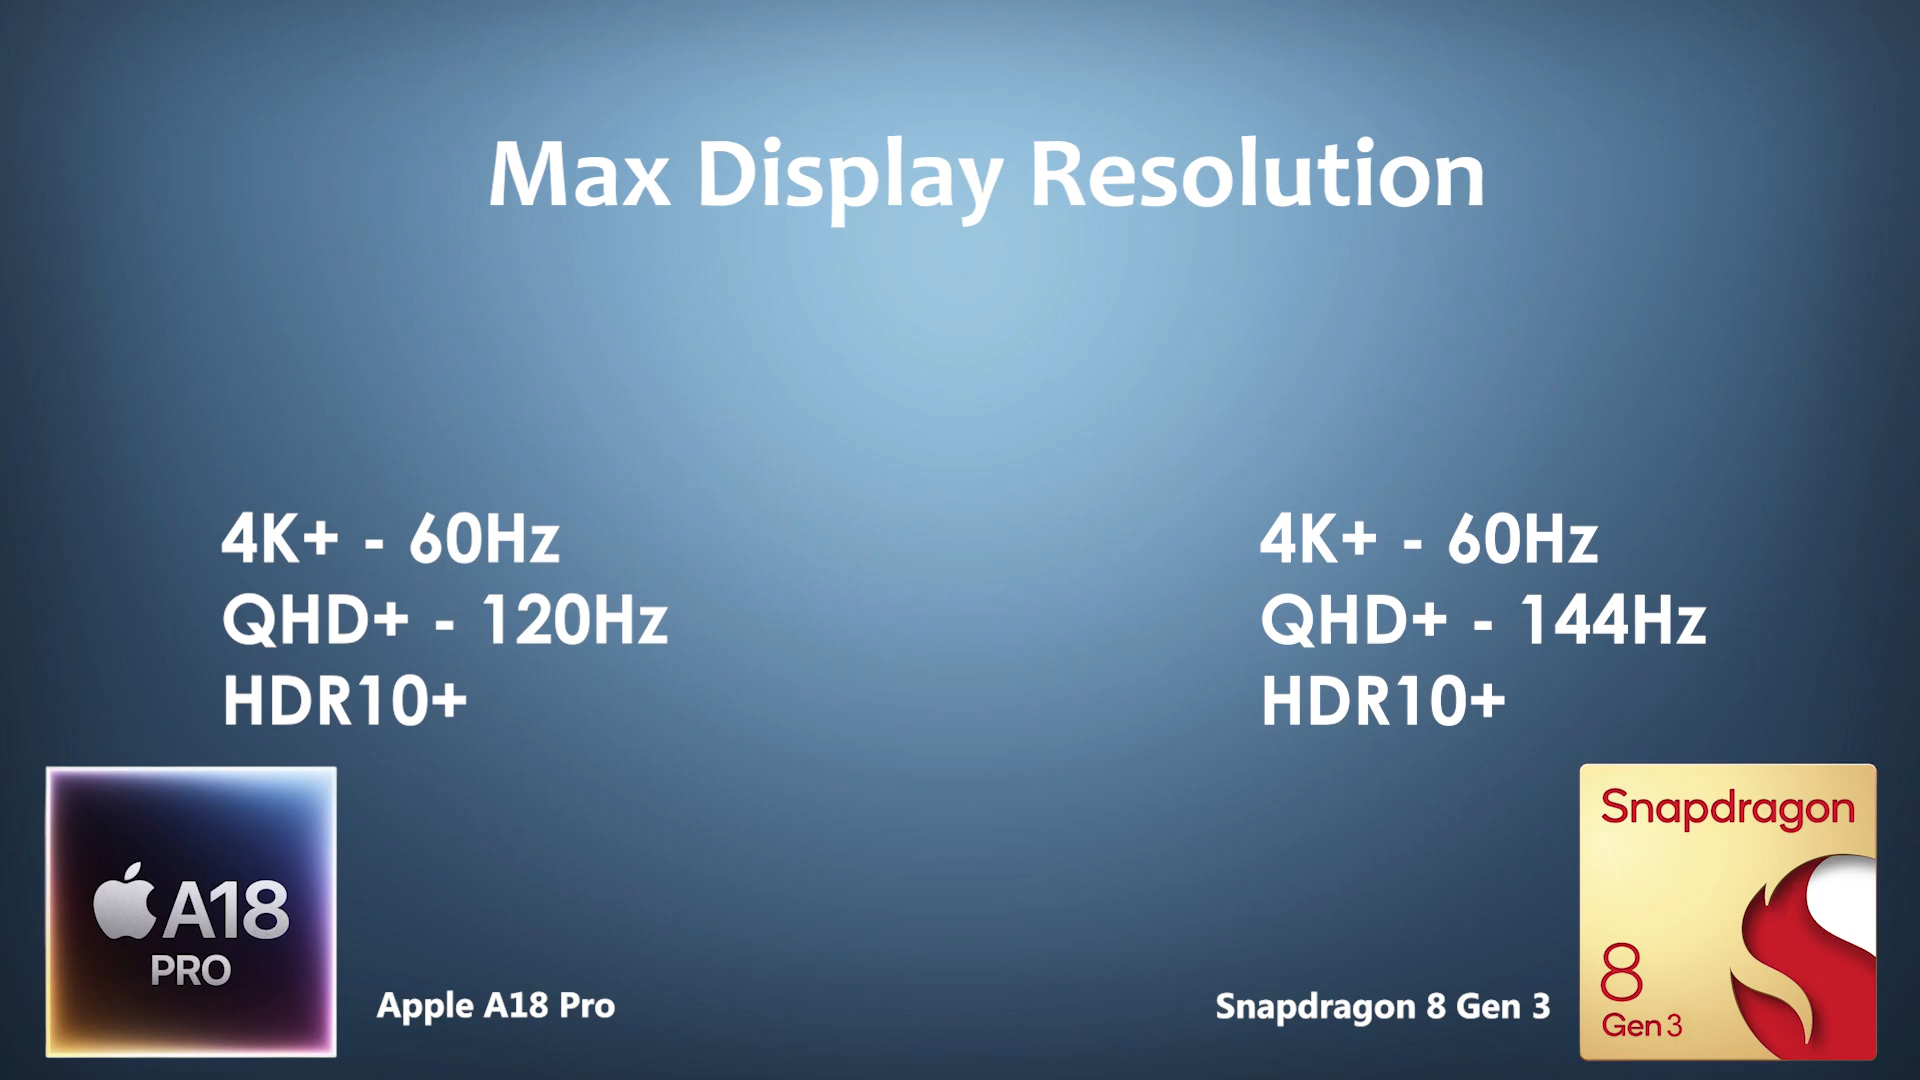 Max Display Resolution
4K+ - 60Hz
QHD+ - 120Hz
HDR10+
4K+ - 60Hz
QHD+ - 144Hz
HDR10+
A18
PRO
Apple A18 Pro
Snapdragon 8 Gen 3
Snapdragon
8
Gen 3